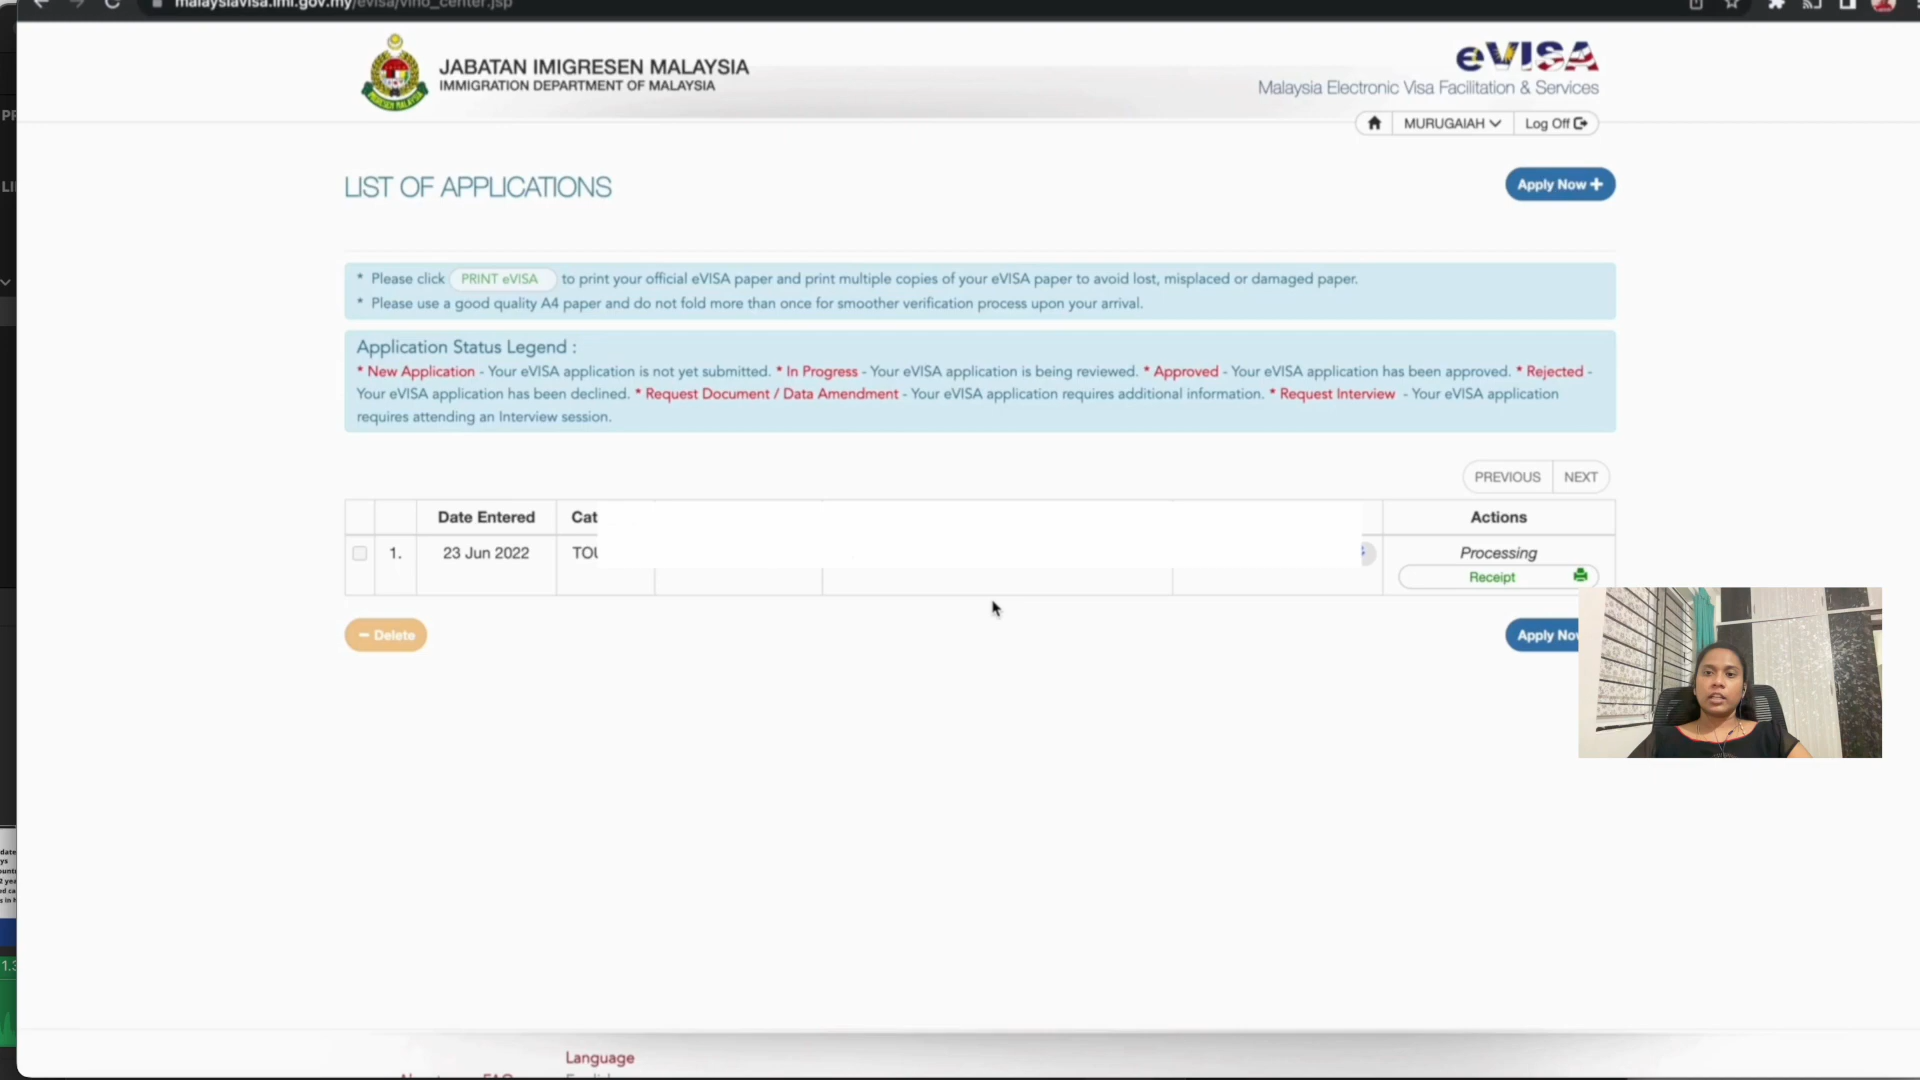 malaysiavisa.imi.gov.my/evisa/vlno_center.jsp
JABATAN IMIGRESEN MALAYSIA
IMMIGRATION DEPARTMENT OF MALAYSIA
eVISA
Malaysia Electronic Visa Facilitation & Services
MURUGAIAH
Log Off
LIST OF APPLICATIONS
Apply Now
* Please click PRINT eVISA to print your official eVISA paper and print multiple copies of your eVISA paper to avoid lost, misplaced or damaged paper.
* Please use a good quality A4 paper and do not fold more than once for smoother verification process upon your arrival.
Application Status Legend :
* New Application - Your eVISA application is not yet submitted. * In Progress - Your eVISA application is being reviewed. * Approved - Your eVISA application has been approved. * Rejected -
Your eVISA application has been declined. * Request Document / Data Amendment - Your eVISA application requires additional information. * Request Interview - Your eVISA application
requires attending an Interview session.
PREVIOUS NEXT
Date Entered Cat Actions
1. 23 Jun 2022 TOU Processing
Receipt
Delete
Apply Now
Language